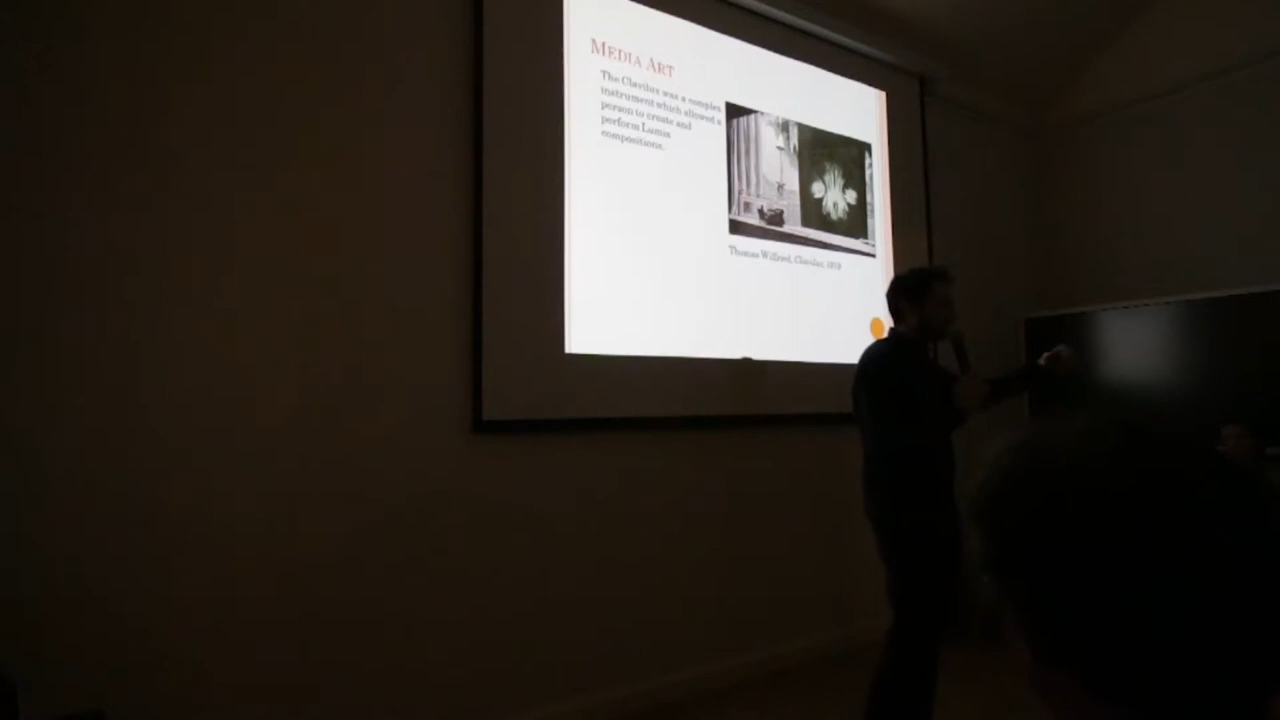 MEDIA ART
The Clavilux was a complex
instrument which allowed a
person to create and
perform Lumia
compositions.
Thomas Wilfred, Clavilux, 1919